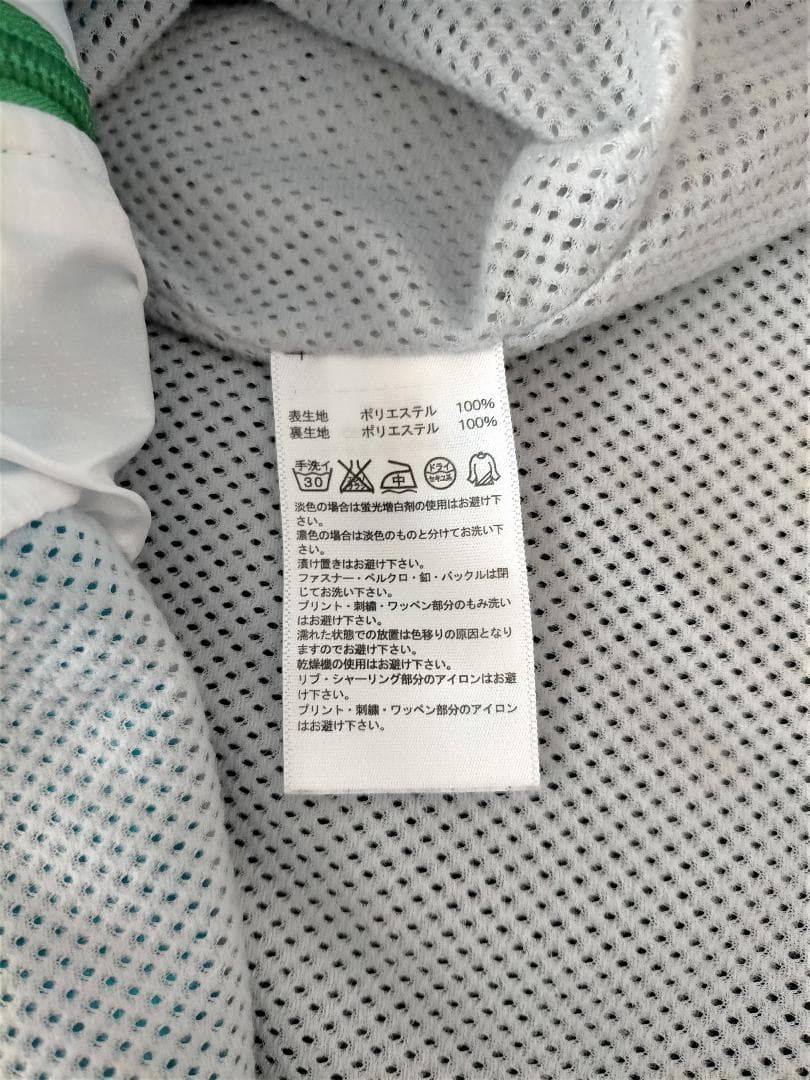 表生地 ポリエステル 100%
裏生地 ポリエステル 100%
手洗イ 30 中 ドライ セキユ系
淡色の場合は蛍光増白剤の使用はお避け下
さい。
濃色の場合は淡色のものと分けてお洗い下
さい。
漬け置きはお避け下さい。
ファスナー・ベルクロ・釦・バックルは閉
じてお洗い下さい。
プリント・刺繍・ワッペン部分のもみ洗い
はお避け下さい。
濡れた状態での放置は色移りの原因となり
ますのでお避け下さい。
乾燥機の使用はお避け下さい。
リブ・シャーリング部分のアイロンはお避
け下さい。
プリント・刺繍・ワッペン部分のアイロン
はお避け下さい。